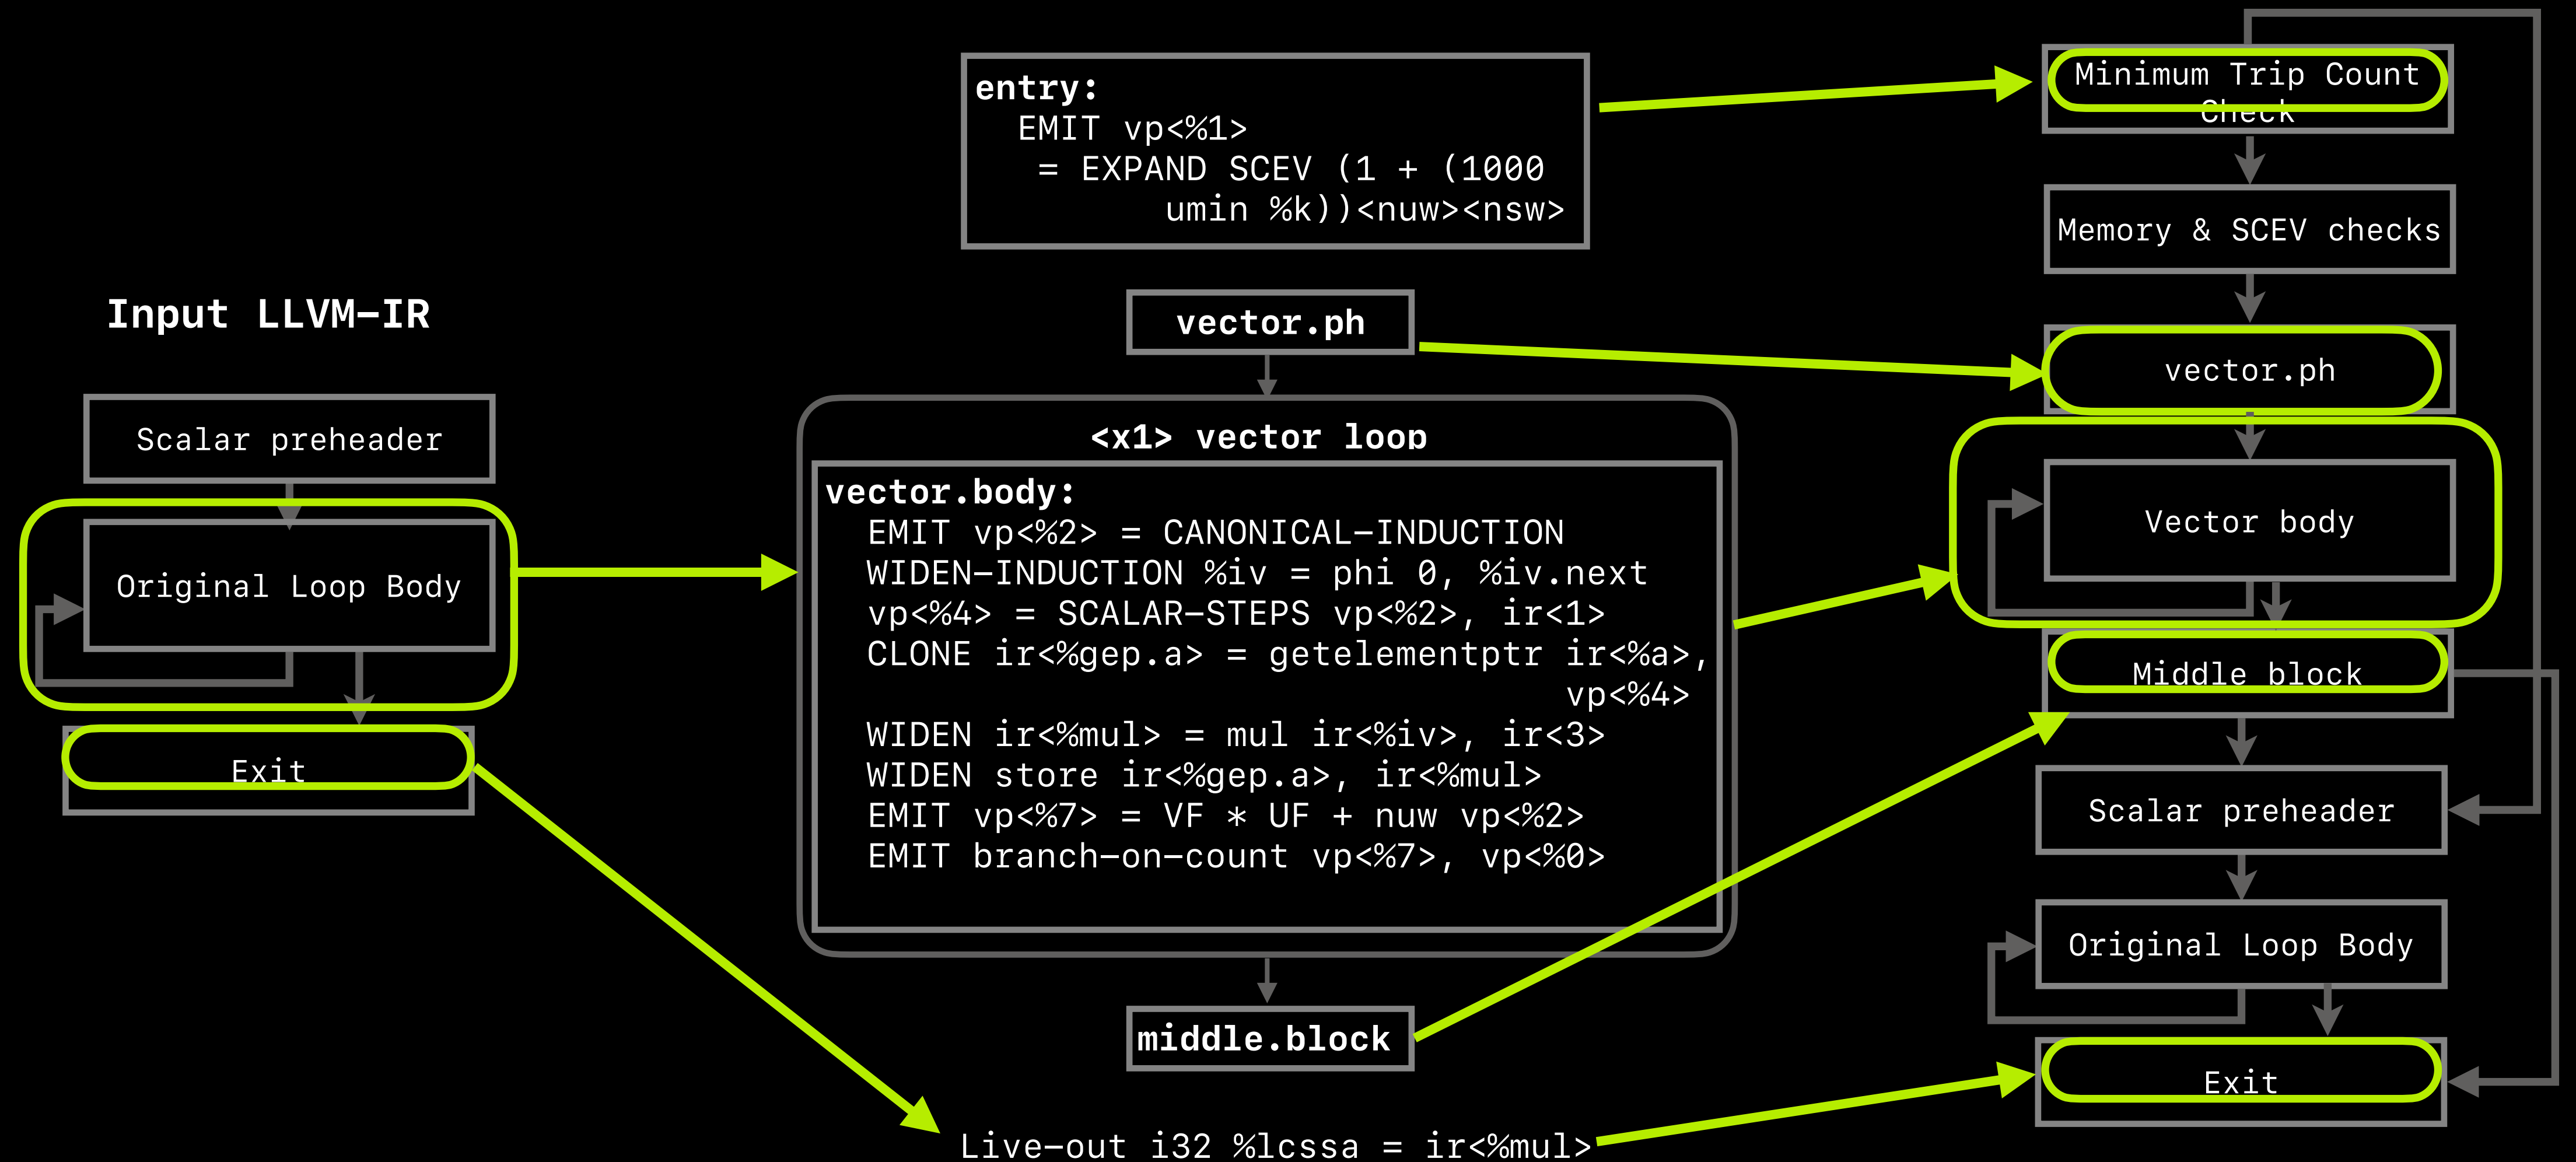 Input LLVM-IR
Scalar preheader
Original Loop Body
Exit
entry:
EMIT vp<%1>
= EXPAND SCEV (1 + (1000
umin %k))<nuw><nsw>
vector.ph
<x1> vector loop
vector.body:
EMIT vp<%2> = CANONICAL-INDUCTION
WIDEN-INDUCTION %iv = phi 0, %iv.next
vp<%4> = SCALAR-STEPS vp<%2>, ir<1>
CLONE ir<%gep.a> = getelementptr ir<%a>,
vp<%4>
WIDEN ir<%mul> = mul ir<%iv>, ir<3>
WIDEN store ir<%gep.a>, ir<%mul>
EMIT vp<%7> = VF * UF + nuw vp<%2>
EMIT branch-on-count vp<%7>, vp<%0>
middle.block
Live-out i32 %lcssa = ir<%mul>
Minimum Trip Count
Check
Memory & SCEV checks
vector.ph
Vector body
Middle block
Scalar preheader
Original Loop Body
Exit